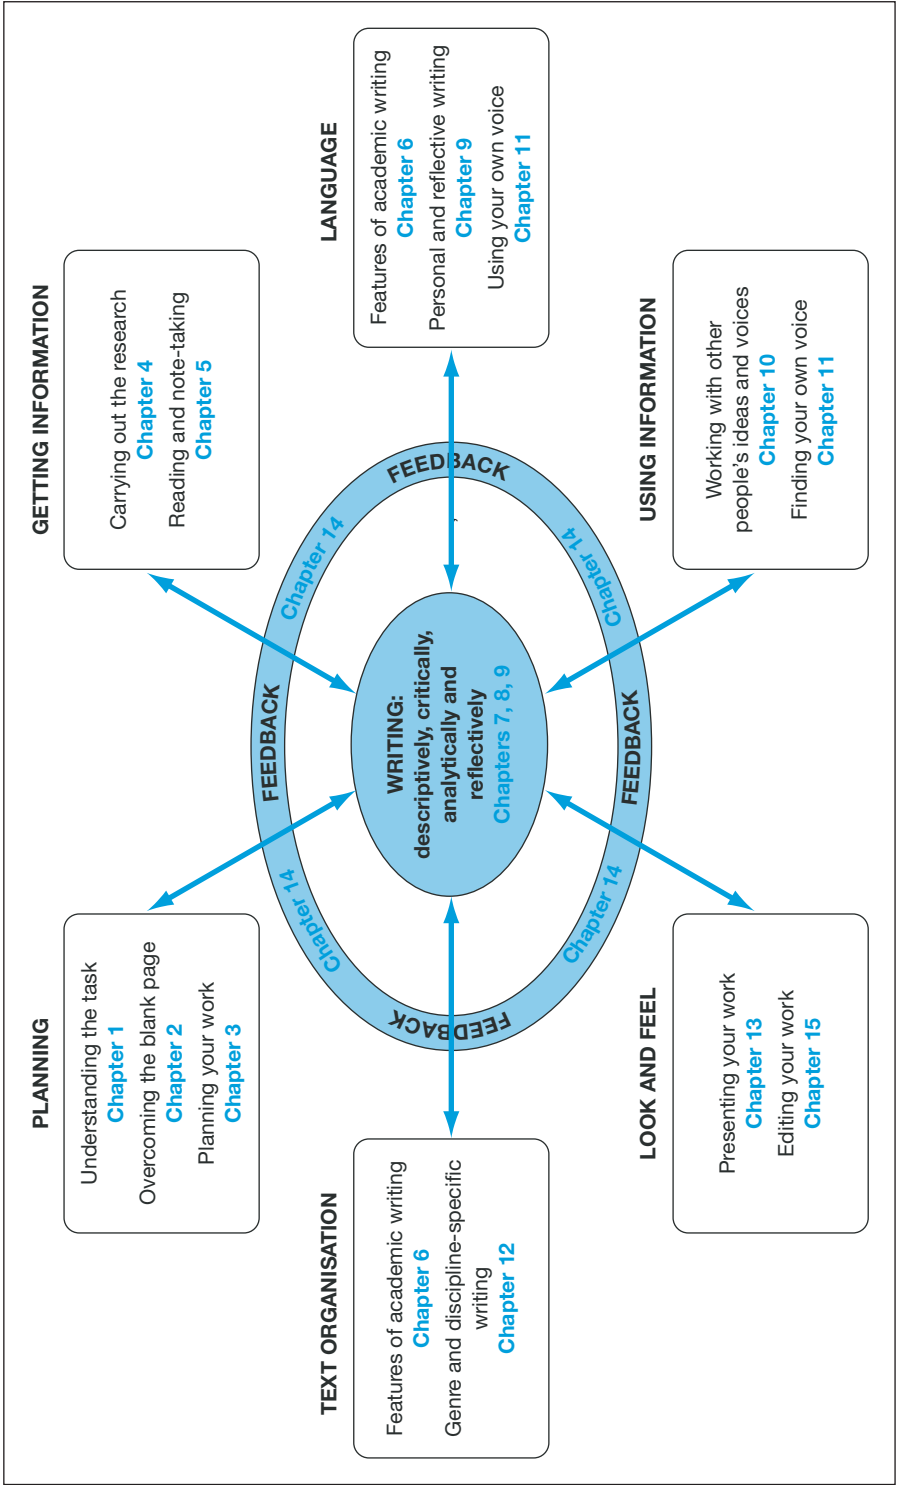 PLANNING
Understanding the task
Chapter 1
Overcoming the blank page
Chapter 2
Planning your work
Chapter 3
GETTING INFORMATION
Carrying out the research
Chapter 4
Reading and note-taking
Chapter 5
TEXT ORGANISATION
Features of academic writing
Chapter 6
Genre and discipline-specific
writing
Chapter 12
FEEDBACK
Chapter 14
FEEDBACK
Chapter 14
FEEDBACK
Chapter 14
FEEDBACK
Chapter 14
WRITING:
descriptively, critically,
analytically and
reflectively
Chapters 7, 8, 9
LANGUAGE
Features of academic writing
Chapter 6
Personal and reflective writing
Chapter 9
Using your own voice
Chapter 11
LOOK AND FEEL
Presenting your work
Chapter 13
Editing your work
Chapter 15
USING INFORMATION
Working with other
people's ideas and voices
Chapter 10
Finding your own voice
Chapter 11